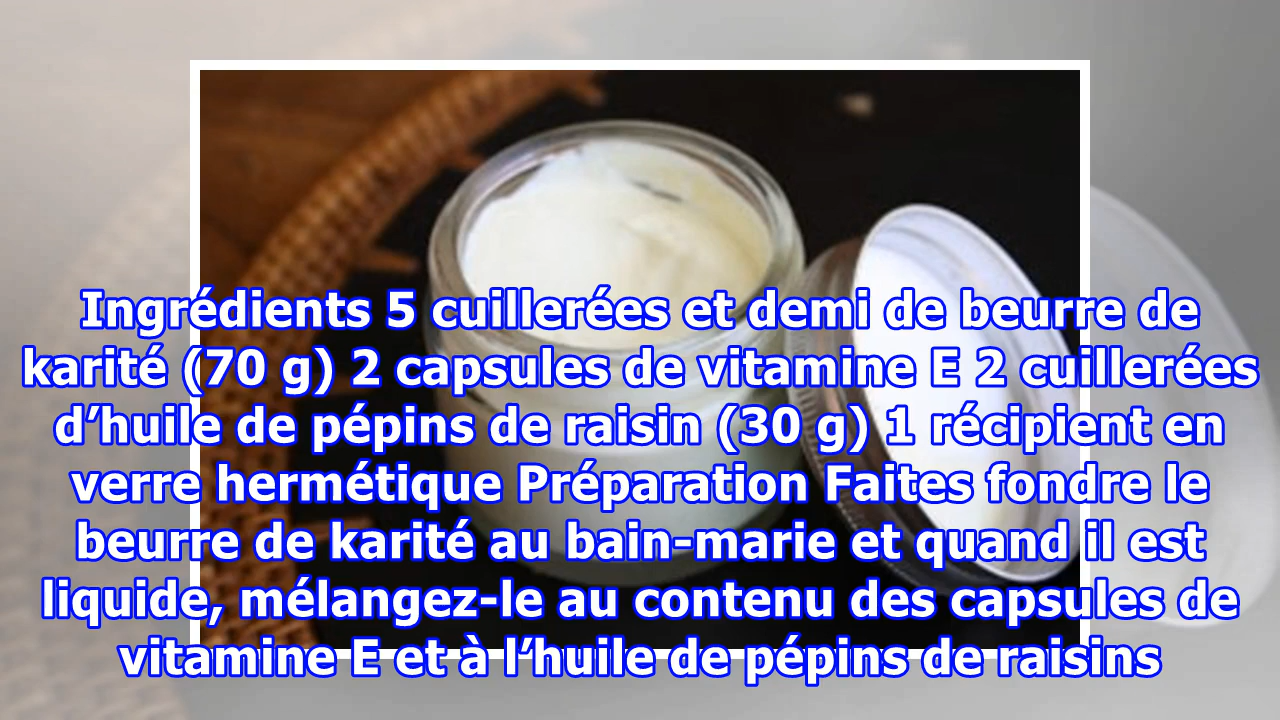 Ingrédients 5 cuillerées et demi de beurre de
karité (70 g) 2 capsules de vitamine E 2 cuillerées
d’huile de pépins de raisin (30 g) 1 récipient en
verre hermétique Préparation Faites fondre le
beurre de karité au bain-marie et quand il est
liquide, mélangez-le au contenu des capsules de
vitamine E et à l’huile de pépins de raisins